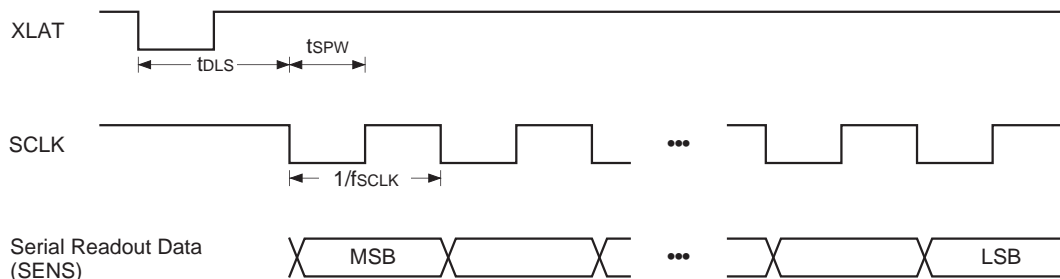 XLAT
tDLS
tSPW
SCLK
•••
1/fSCLK
Serial Readout Data
(SENS)
MSB
•••
LSB